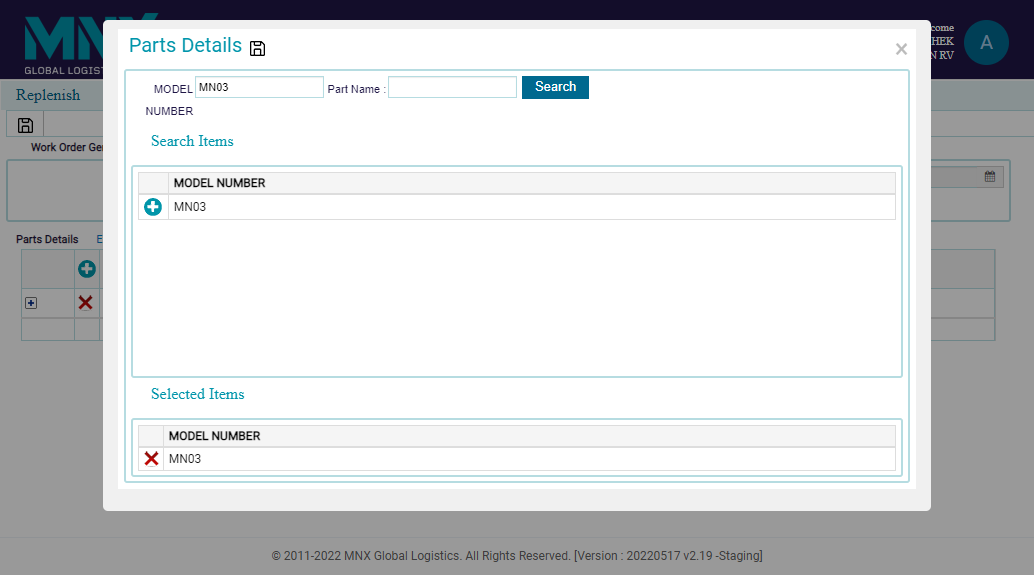 MNX
GLOBAL LOGIST
come
HEK
N RV
A
Replenish
Work Order Ge
Parts Details E
Parts Details
×
MODEL NUMBER
MN03
Part Name :
Search
Search Items
MODEL NUMBER
MN03
Selected Items
MODEL NUMBER
MN03
© 2011-2022 MNX Global Logistics. All Rights Reserved. [Version : 20220517 v2.19 -Staging]